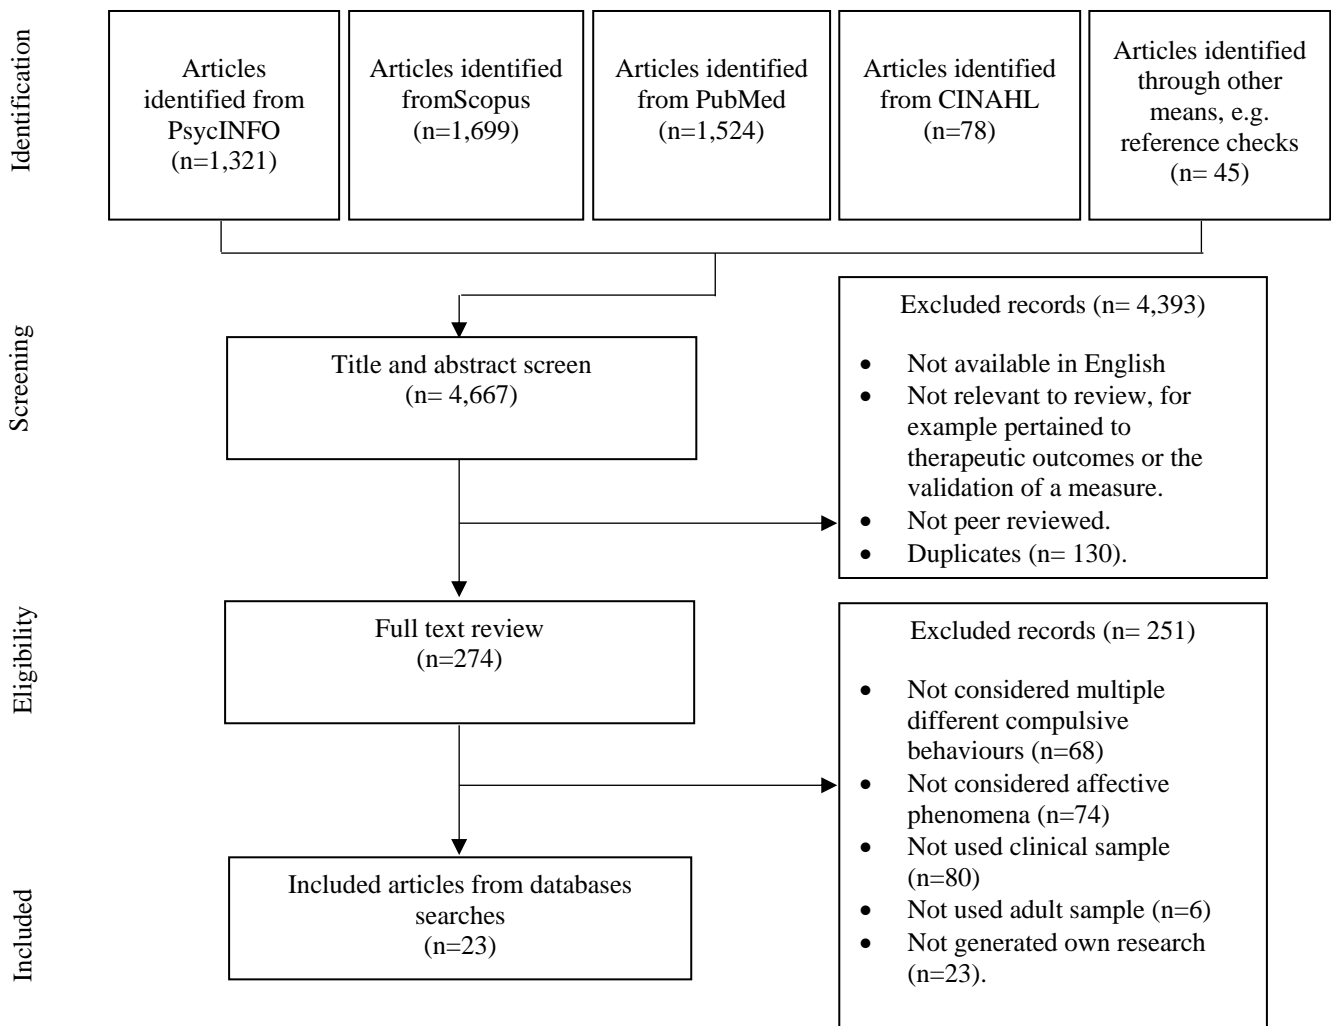 Identification
Articles
identified from
PsycINFO
(n=1,321)
Articles identified
fromScopus
(n=1,699)
Articles identified
from PubMed
(n=1,524)
Articles identified
from CINAHL
(n=78)
Articles identified
through other
means, e.g.
reference checks
(n= 45)
Screening
Title and abstract screen
(n= 4,667)
Excluded records (n= 4,393)
• Not available in English
• Not relevant to review, for
example pertained to
therapeutic outcomes or the
validation of a measure.
• Not peer reviewed.
• Duplicates (n= 130).
Eligibility
Full text review
(n=274)
Excluded records (n= 251)
• Not considered multiple
different compulsive
behaviours (n=68)
• Not considered affective
phenomena (n=74)
• Not used clinical sample
(n=80)
• Not used adult sample (n=6)
• Not generated own research
(n=23).
Included
Included articles from databases
searches
(n=23)